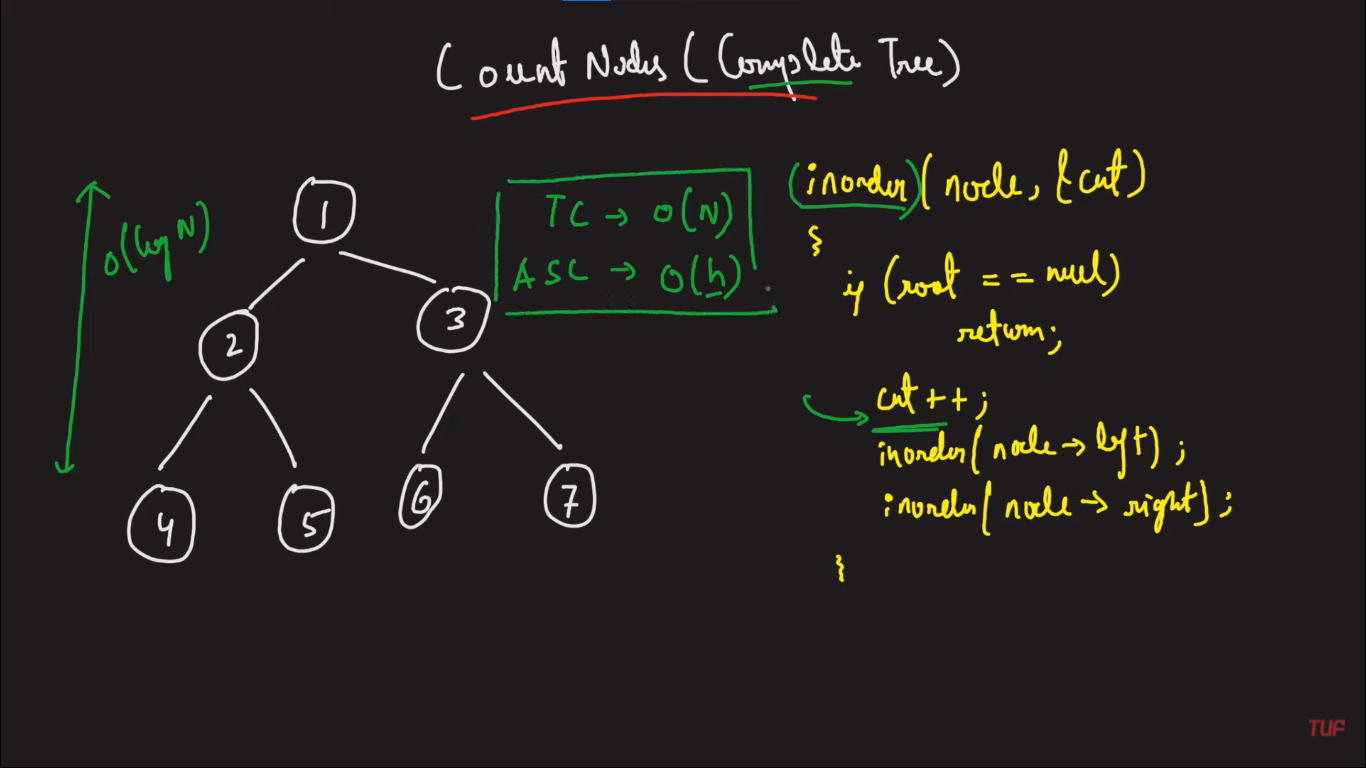 Count Nodes (Complete Tree)
O(log N)
1
2
3
4
5
6
7
TC → O(N)
ASC → O(h)
(inorder)(node, &cnt)
{
if (root == null)
return;
cnt++;
inorder(node → left);
inorder(node → right);
}
TUF